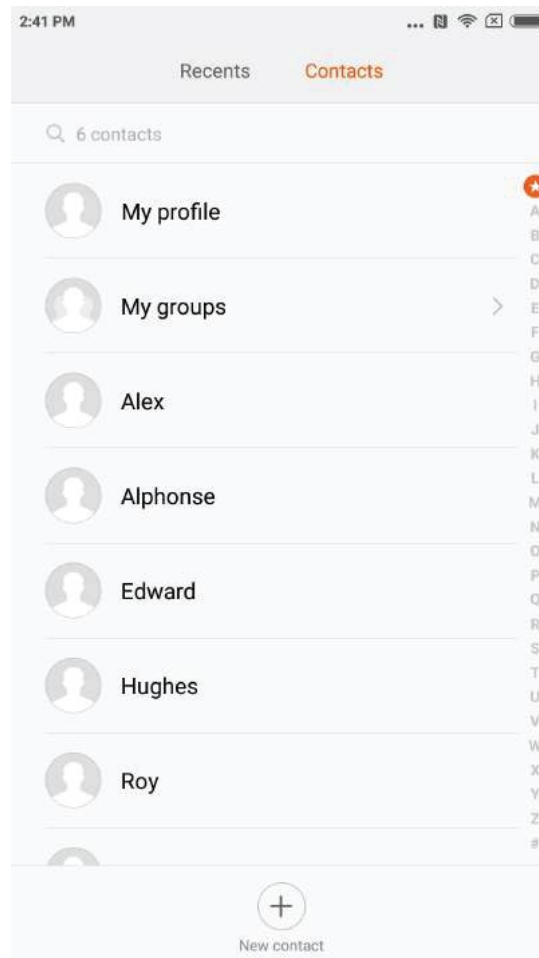 2:41 PM
Recents Contacts
6 contacts
My profile
My groups
Alex
Alphonse
Edward
Hughes
Roy
A
B
C
D
E
F
G
H
I
J
K
L
M
N
O
P
Q
R
S
T
U
V
W
X
Y
Z
#
New contact